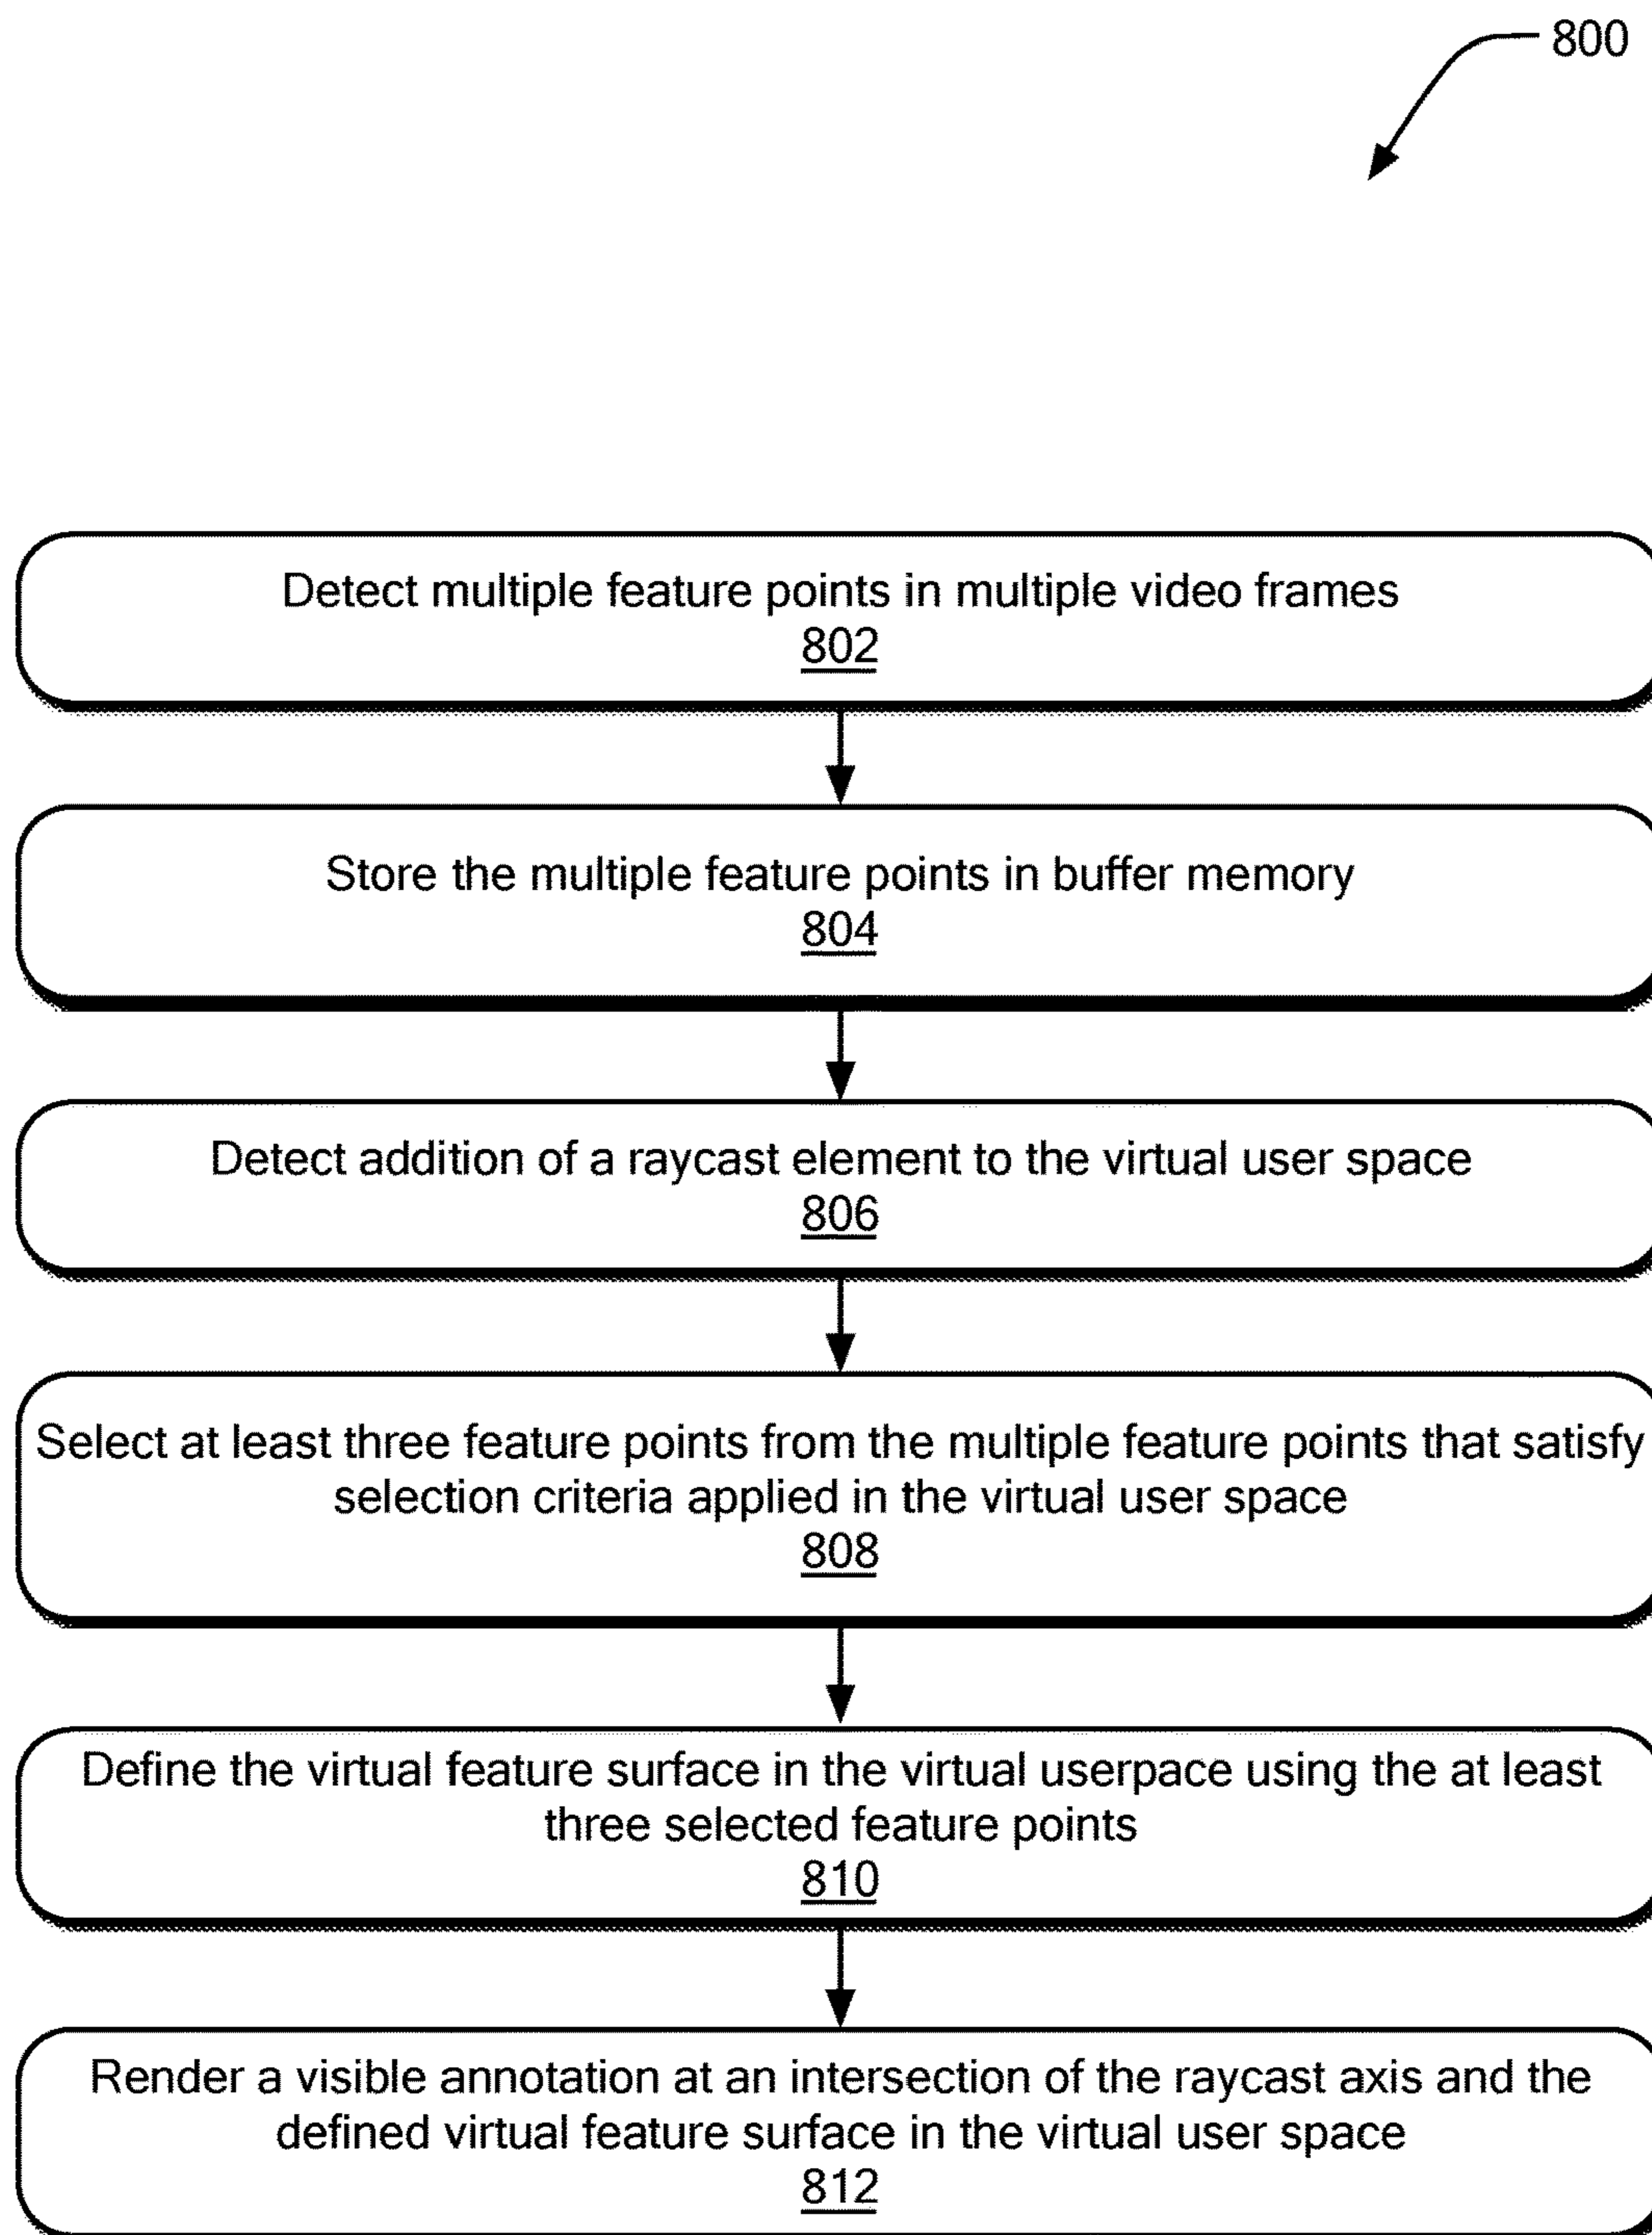 800
Detect multiple feature points in multiple video frames
802
Store the multiple feature points in buffer memory
804
Detect addition of a raycast element to the virtual user space
806
Select at least three feature points from the multiple feature points that satisfy
selection criteria applied in the virtual user space
808
Define the virtual feature surface in the virtual userpace using the at least
three selected feature points
810
Render a visible annotation at an intersection of the raycast axis and the
defined virtual feature surface in the virtual user space
812